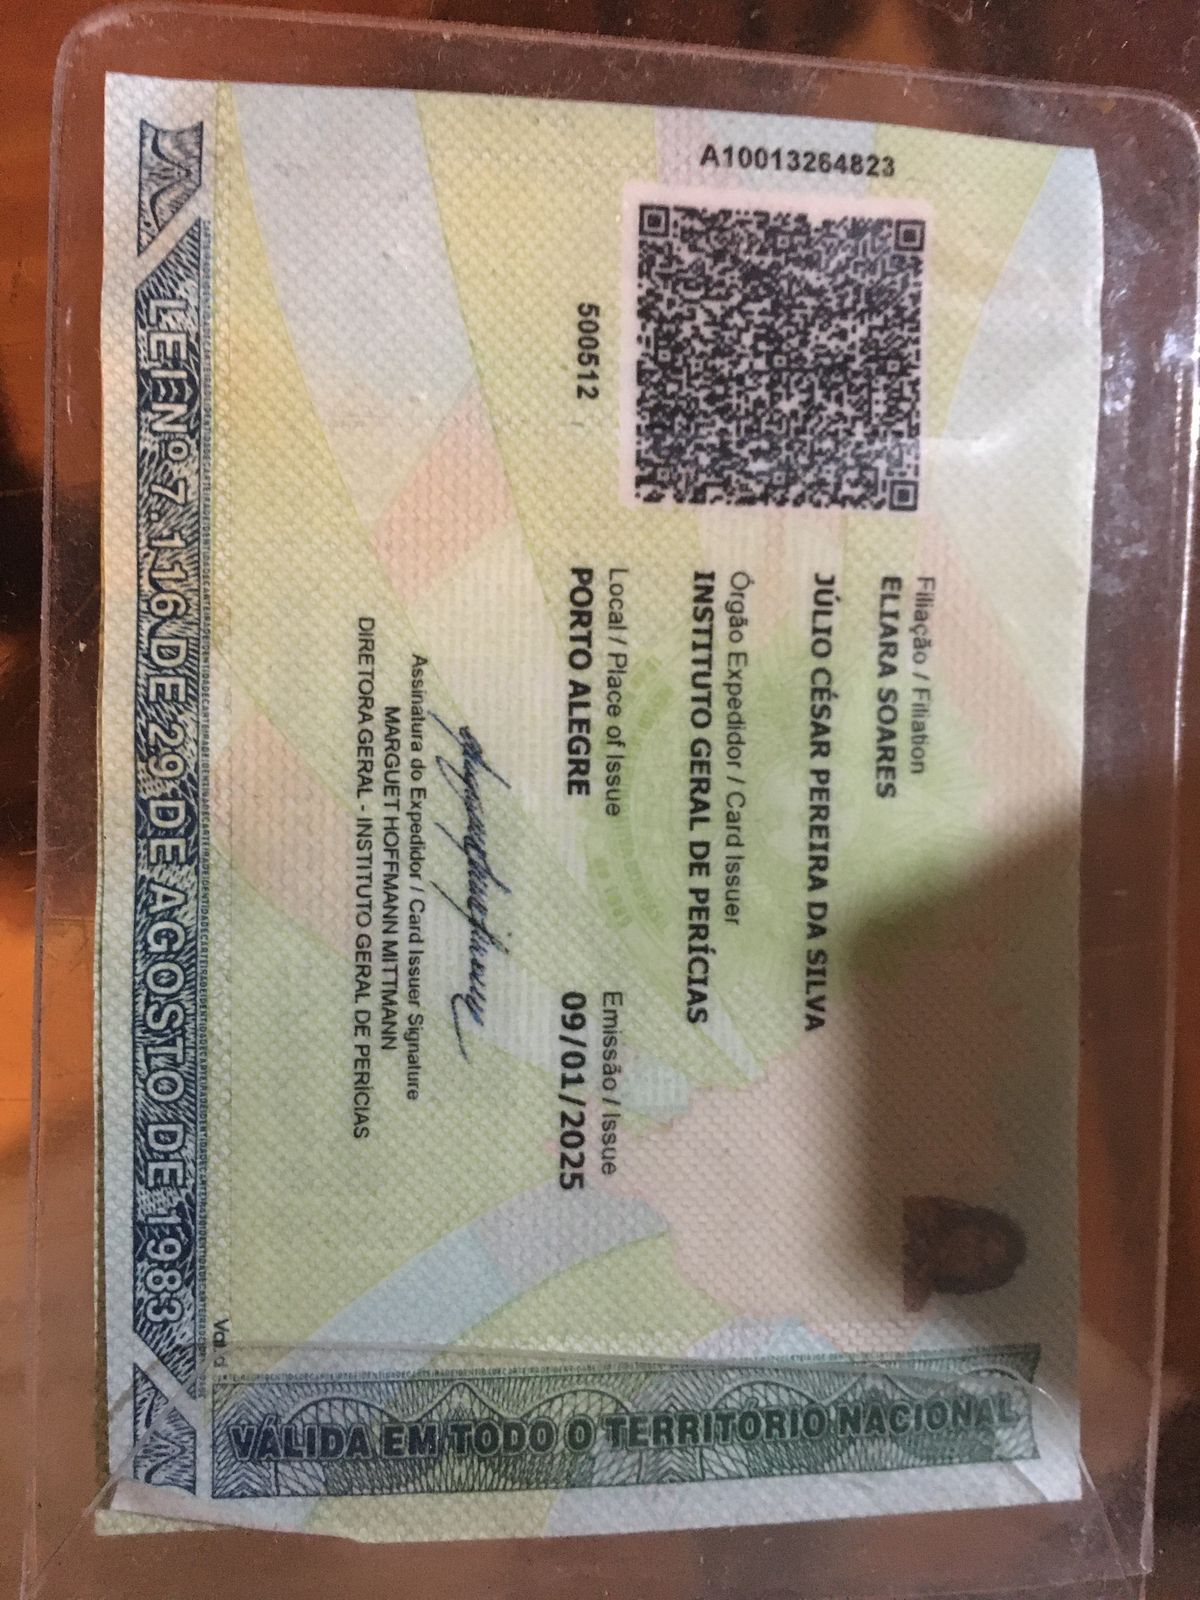 A10013264823
Filiação / Filiation
ELIARA SOARES
JÚLIO CÉSAR PEREIRA DA SILVA
Órgão Expedidor / Card Issuer
INSTITUTO GERAL DE PERÍCIAS
Local / Place of Issue
PORTO ALEGRE
Emissão / Issue
09/01/2025
500512
Assinatura do Expedidor / Card Issuer Signature
MARGUET HOFFMANN MITTMANN
DIRETORA GERAL - INSTITUTO GERAL DE PERÍCIAS
LEI Nº 7.116 DE 29 DE AGOSTO DE 1983
VÁLIDA EM TODO O TERRITÓRIO NACIONAL